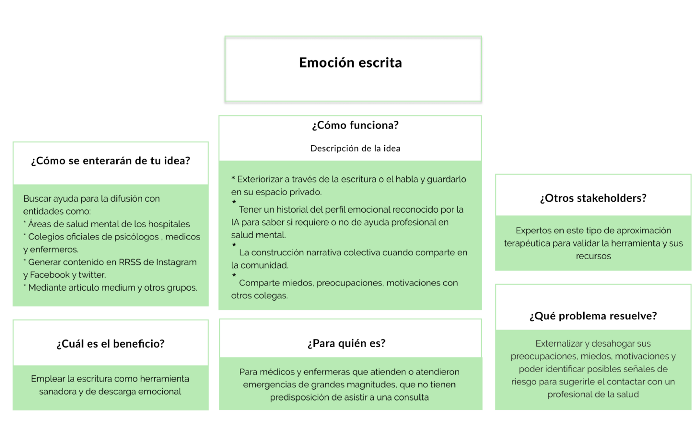 Emoción escrita
¿Cómo se enterarán de tu idea?
Buscar ayuda para la difusión con
entidades como:
* Áreas de salud mental de los hospitales
* Colegios oficiales de psicólogos , medicos
y enfermeros.
* Generar contenido en RRSS de Instagram
y Facebook y twitter.
* Mediante articulo medium y otros grupos.
¿Cómo funciona?
Descripción de la idea
* Exteriorizar a través de la escritura o el habla y guardarlo
en su espacio privado.
*
Tener un historial del perfil emocional reconocido por la
IA para saber si requiere o no de ayuda profesional en
salud mental.
*
La construcción narrativa colectiva cuando comparte en
la comunidad.
*
Comparte miedos, preocupaciones, motivaciones con
otros colegas.
¿Otros stakeholders?
Expertos en este tipo de aproximación
terapéutica para validar la herramienta y sus
recursos
¿Cuál es el beneficio?
Emplear la escritura como herramienta
sanadora y de descarga emocional
¿Para quién es?
Para médicos y enfermeras que atienden o atendieron
emergencias de grandes magnitudes, que no tienen
predisposición de asistir a una consulta
¿Qué problema resuelve?
Externalizar y desahogar sus
preocupaciones, miedos, motivaciones y
poder identificar posibles señales de
riesgo para sugerirle el contactar con un
profesional de la salud